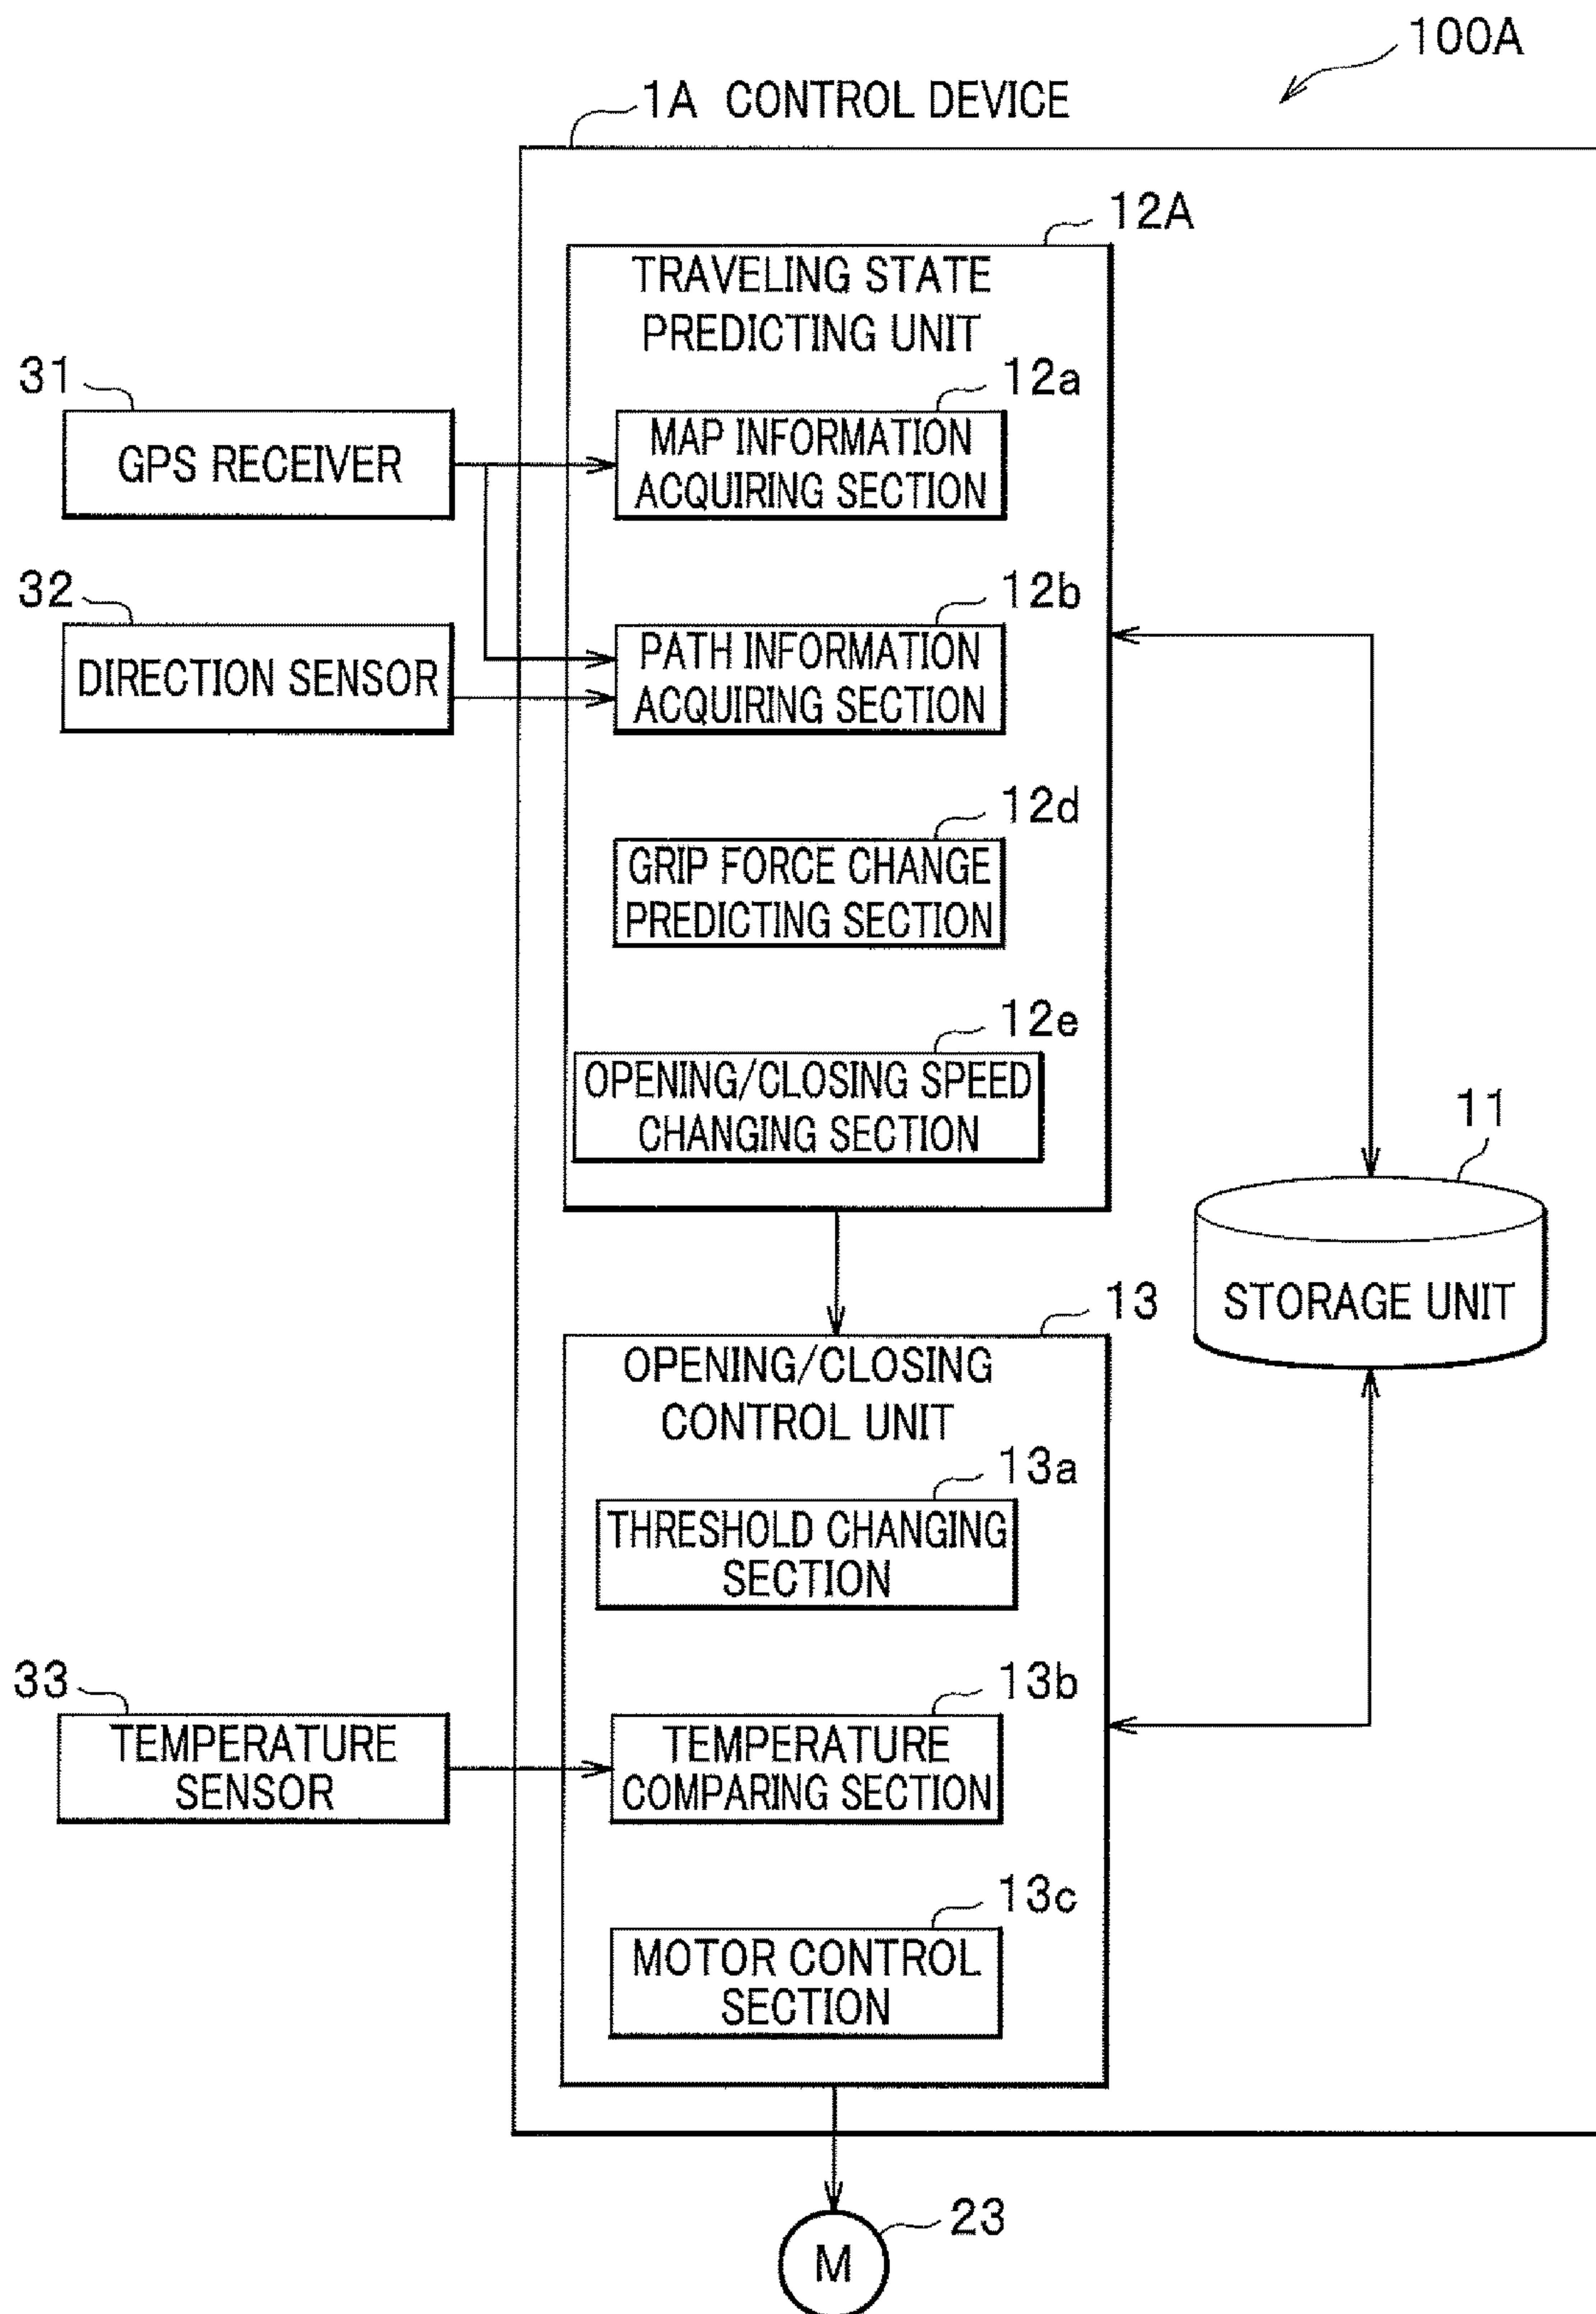 100A
1A CONTROL DEVICE
12A
TRAVELING STATE
PREDICTING UNIT
31
GPS RECEIVER
12a
MAP INFORMATION
ACQUIRING SECTION
32
DIRECTION SENSOR
12b
PATH INFORMATION
ACQUIRING SECTION
12d
GRIP FORCE CHANGE
PREDICTING SECTION
12e
OPENING/CLOSING SPEED
CHANGING SECTION
11
STORAGE UNIT
13
OPENING/CLOSING
CONTROL UNIT
13a
THRESHOLD CHANGING
SECTION
33
TEMPERATURE
SENSOR
13b
TEMPERATURE
COMPARING SECTION
13c
MOTOR CONTROL
SECTION
23
M